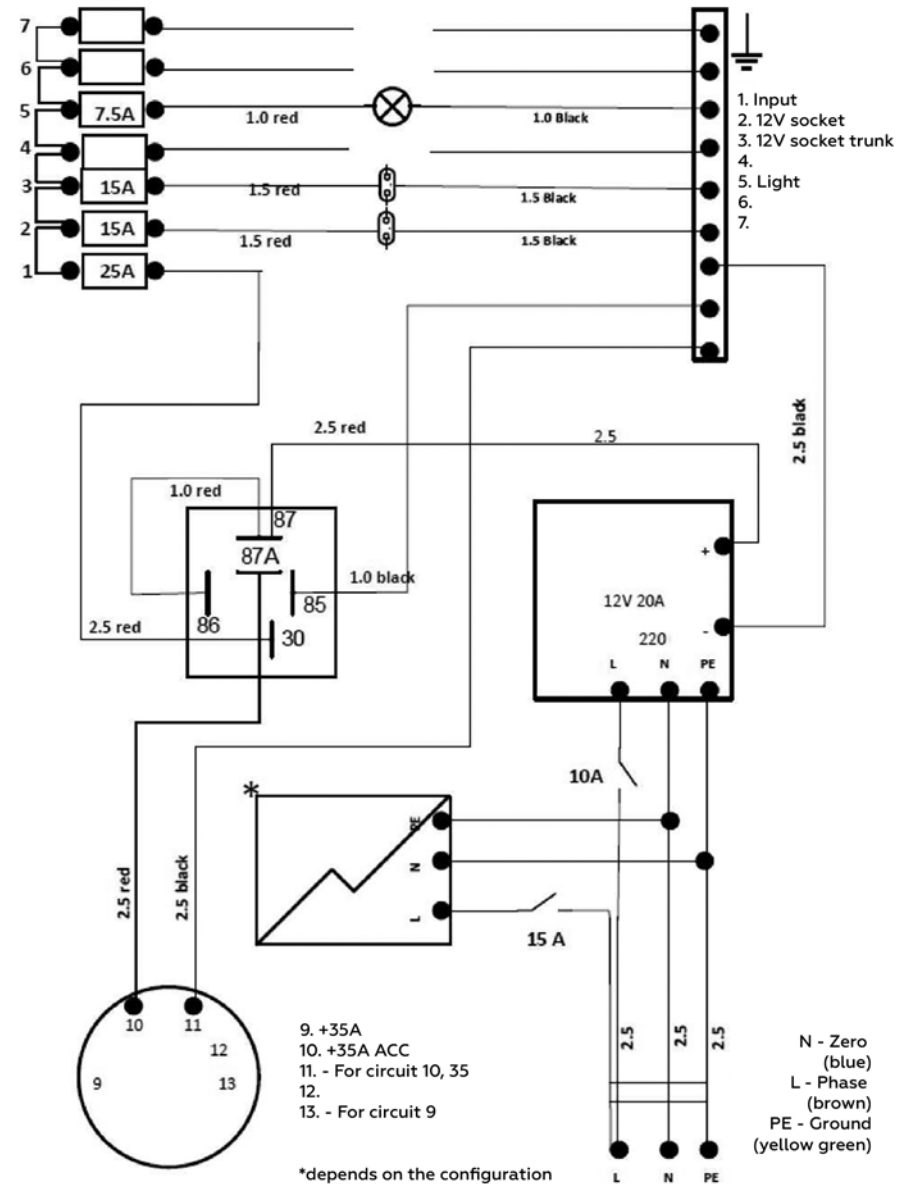 7
6
5 7.5A 1.0 red 1.0 Black
4
3 15A 1.5 red 1.5 Black
2 15A 1.5 red 1.5 Black
1 25A
1. Input
2. 12V socket
3. 12V socket trunk
4.
5. Light
6.
7.
2.5 black
2.5 red 2.5
1.0 red
87
87A
1.0 black
85
86
2.5 red
30
+
12V 20A
-
220
L N PE
10A
*
PE
N
L
15 A
2.5 red
2.5 black
10 11
12
9 13
9. +35A
10. +35A ACC
11. - For circuit 10, 35
12.
13. - For circuit 9
2.5
2.5
2.5
N - Zero
(blue)
L - Phase
(brown)
PE - Ground
(yellow green)
*depends on the configuration
L N PE